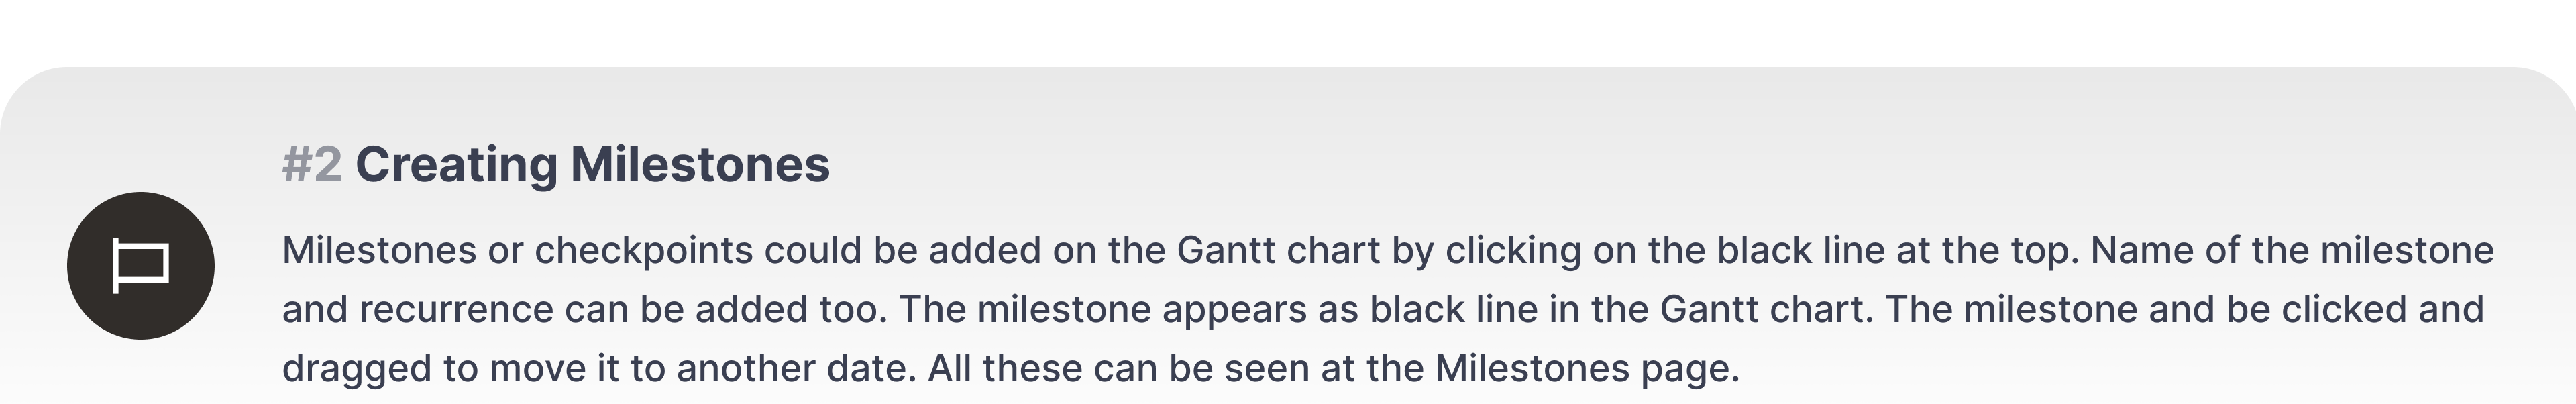 #2 Creating Milestones
Milestones or checkpoints could be added on the Gantt chart by clicking on the black line at the top. Name of the milestone
and recurrence can be added too. The milestone appears as black line in the Gantt chart. The milestone and be clicked and
dragged to move it to another date. All these can be seen at the Milestones page.